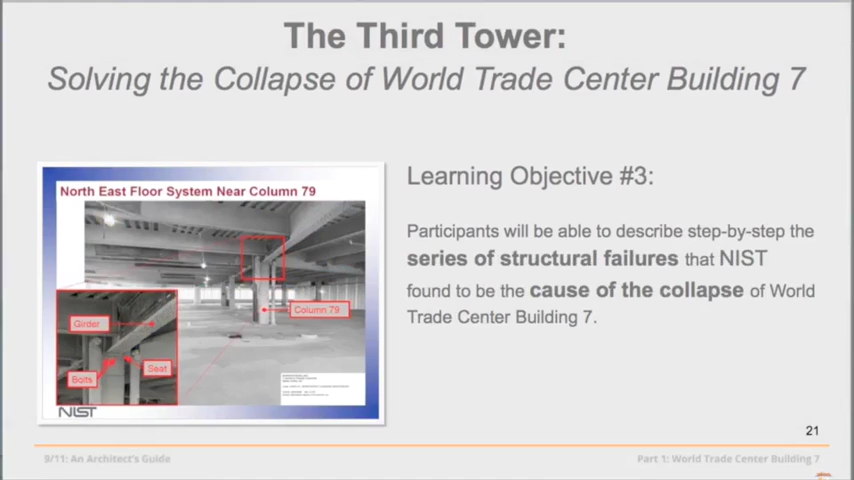 The Third Tower:
Solving the Collapse of World Trade Center Building 7
North East Floor System Near Column 79
Column 79
Girder
Bolts
Seat
NIST
Learning Objective #3:
Participants will be able to describe step-by-step the
series of structural failures that NIST
found to be the cause of the collapse of World
Trade Center Building 7.
21
9/11: An Architect's Guide
Part 1: World Trade Center Building 7